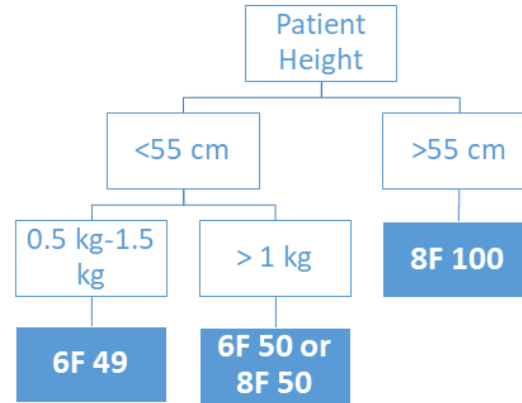 Patient
Height
<55 cm
>55 cm
0.5 kg-1.5
kg
> 1 kg
8F 100
6F 49
6F 50 or
8F 50